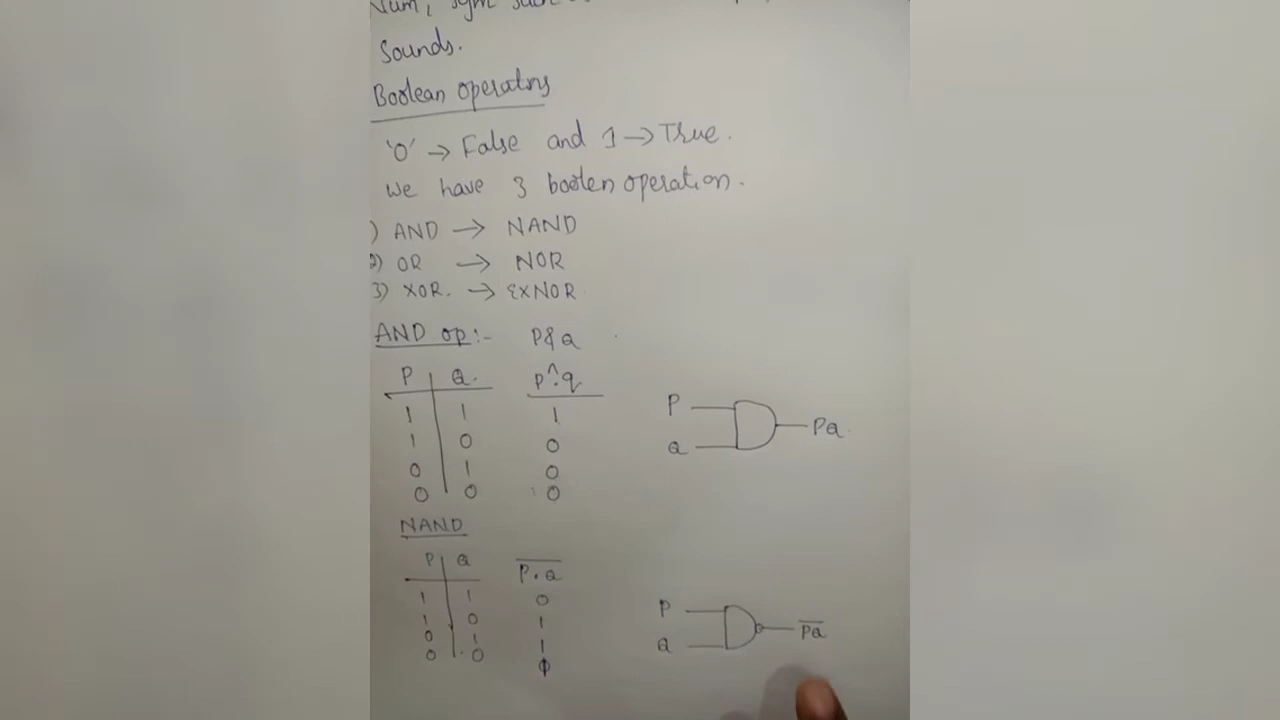 Sounds.
Boolean operatins
'0' → False and 1 → True.
we have 3 boolen operation.
) AND → NAND
2) OR → NOR
3) XOR. → EXNOR
AND op:- P&Q
P Q. p^.q
1 1 1
1 0 0
0 1 0
0 0 0
P
Q
PQ
NAND
P Q P.Q
1 1 0
1 0 1
0 1 1
0 0
P
Q
PQ